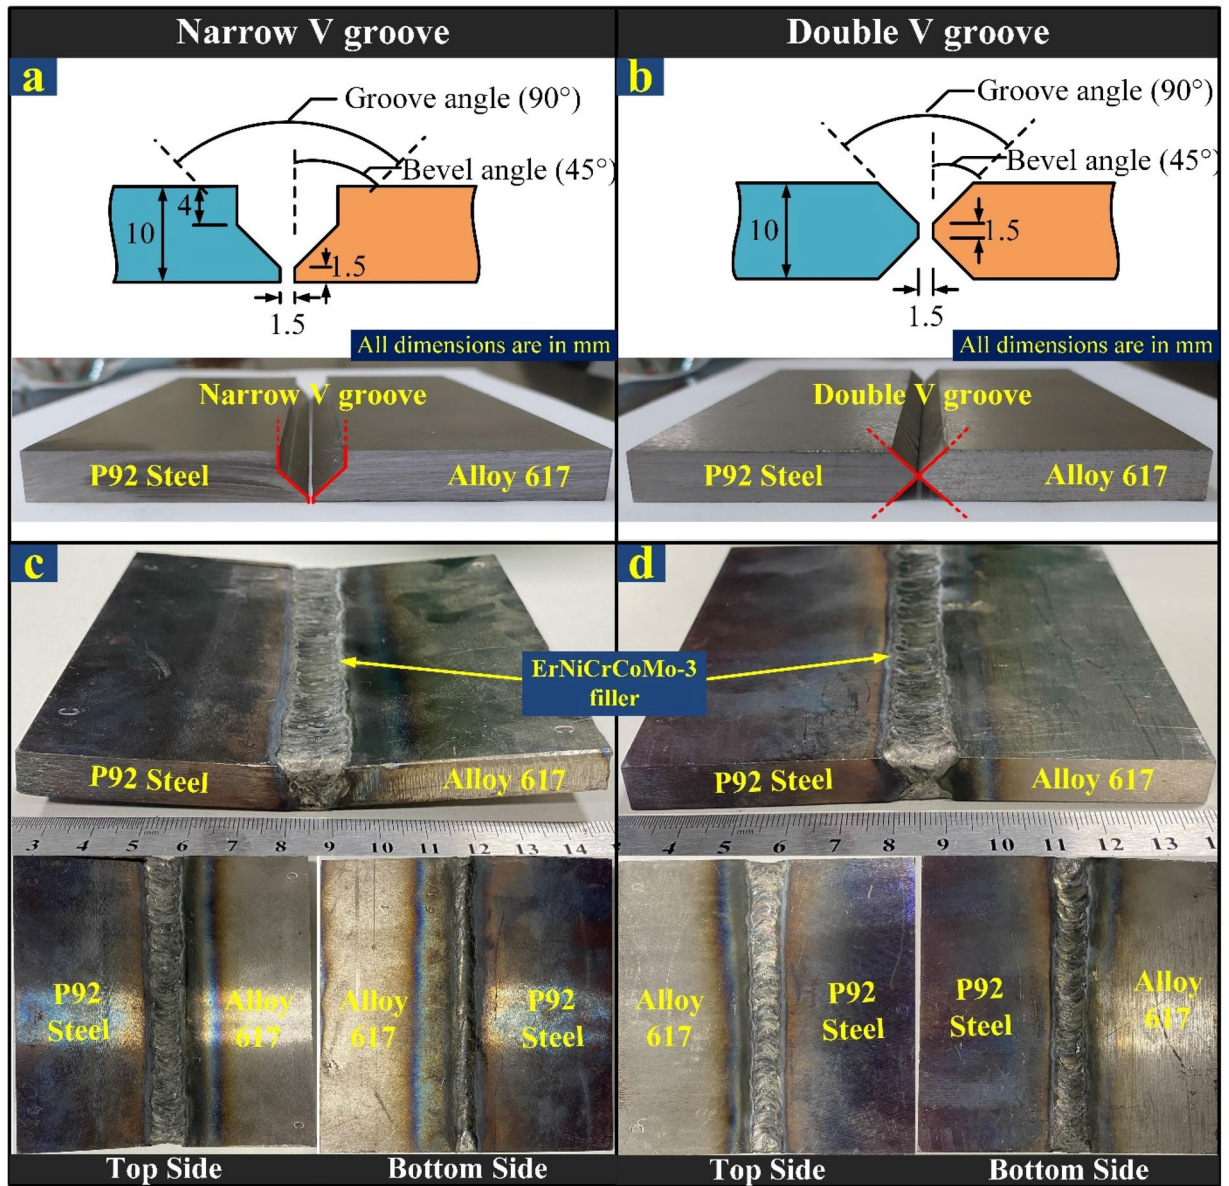 Narrow V groove
Double V groove
a
Groove angle (90°)
Bevel angle (45°)
4
10
1.5
1.5
All dimensions are in mm
Narrow V groove
P92 Steel
Alloy 617
b
Groove angle (90°)
Bevel angle (45°)
10
1.5
1.5
All dimensions are in mm
Double V groove
P92 Steel
Alloy 617
c
d
ErNiCrCoMo-3
filler
C
P92 Steel
Alloy 617
P92 Steel
Alloy 617
mm
3 4 5 6 7 8 9 10 11 12 13 14
mm
4 5 6 7 8 9 10 11 12 13
P92
Steel
Alloy
617
Top Side
Alloy
617
P92
Steel
Bottom Side
Alloy
617
P92
Steel
Top Side
P92
Steel
Alloy
617
Bottom Side